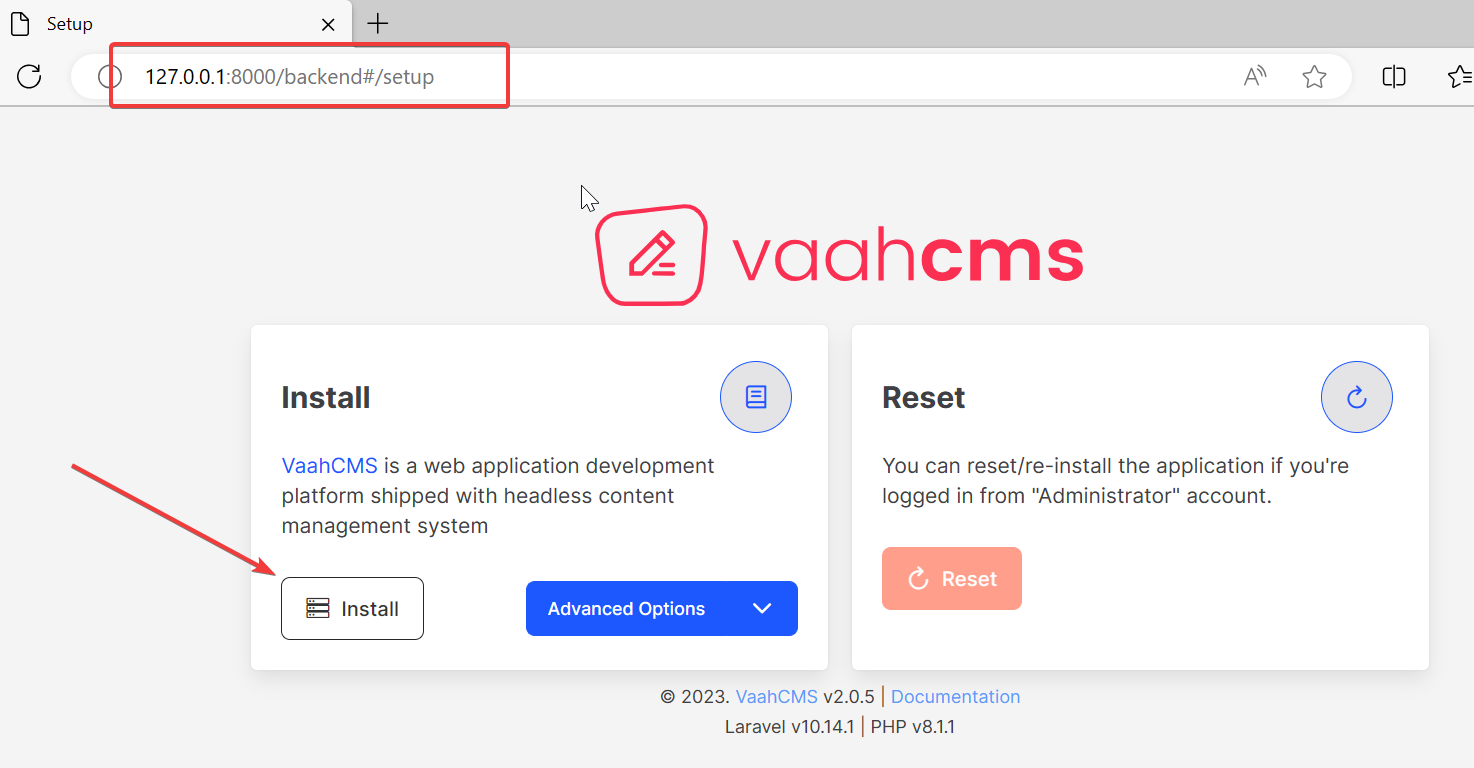 Setup
127.0.0.1:8000/backend#/setup
vaahcms
Install
VaahCMS is a web application development
platform shipped with headless content
management system
Install
Advanced Options
Reset
You can reset/re-install the application if you're
logged in from "Administrator" account.
Reset
© 2023. VaahCMS v2.0.5 | Documentation
Laravel v10.14.1 | PHP v8.1.1